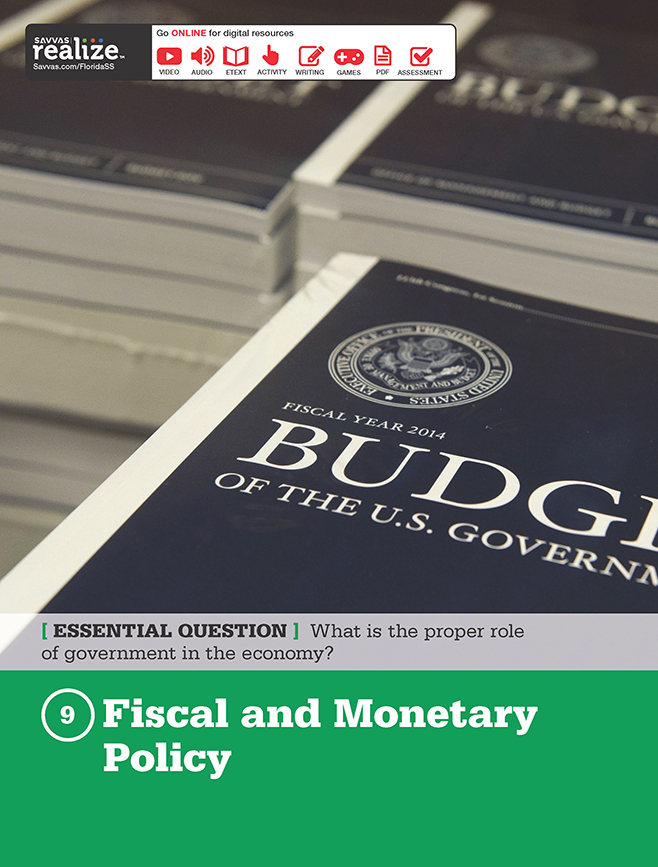 SAVVAS
realize™
Savvas.com/FloridaSS
Go ONLINE for digital resources
VIDEO AUDIO ETEXT ACTIVITY WRITING GAMES PDF ASSESSMENT
BUDG
EXECUTIVE OFFICE OF THE PRESIDENT OF THE UNITED STATES
OFFICE OF MANAGEMENT AND BUDGET
FISCAL YEAR 2014
BUDGE
OF THE U.S. GOVERNM
[ ESSENTIAL QUESTION ] What is the proper role
of government in the economy?
9 Fiscal and Monetary
Policy